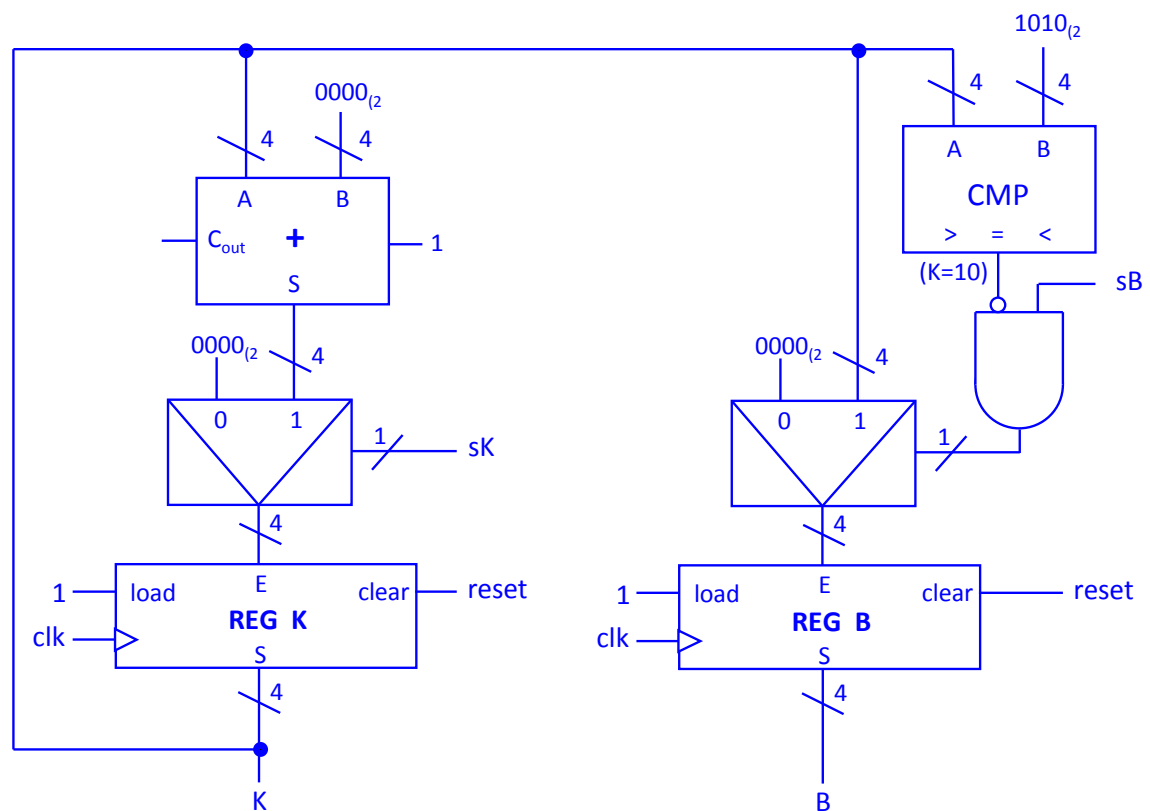 1010(2
4
4
0000(2
4
4
A
B
CMP
> = <
(K=10)
sB
A
B
Cout
+
1
S
0000(2
4
0
1
1
sK
0000(2
4
0
1
1
4
4
1
load
E
clear
reset
REG K
clk
S
1
load
E
clear
reset
REG B
clk
S
4
4
K
B